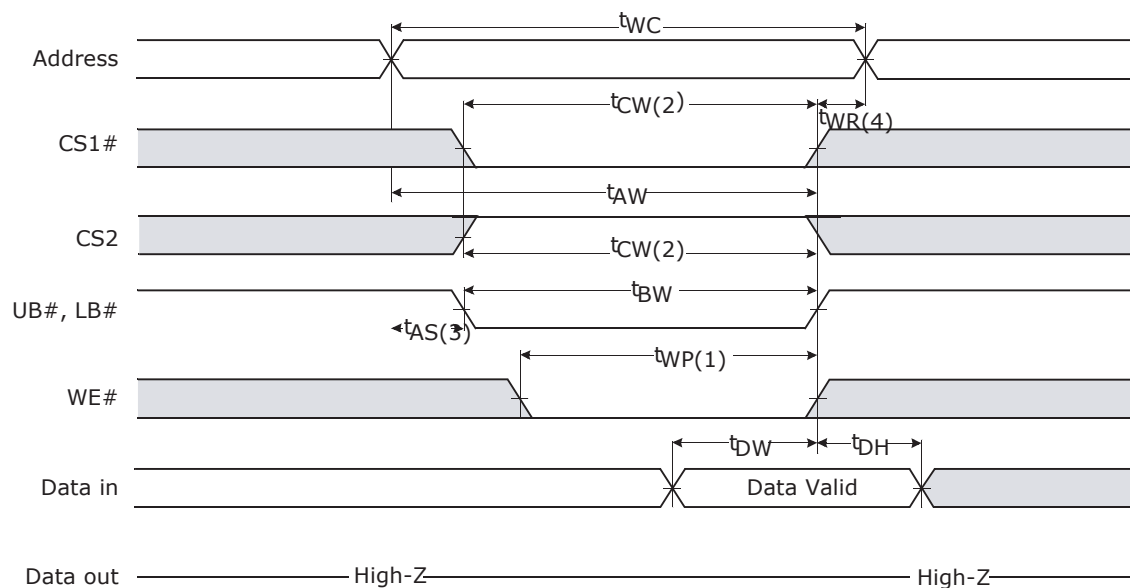 tWC
Address
tCW(2)
tWR(4)
CS1#
tAW
CS2
tCW(2)
tBW
UB#, LB#
tAS(3)
tWP(1)
WE#
tDW
tDH
Data in
Data Valid
Data out
High-Z
High-Z